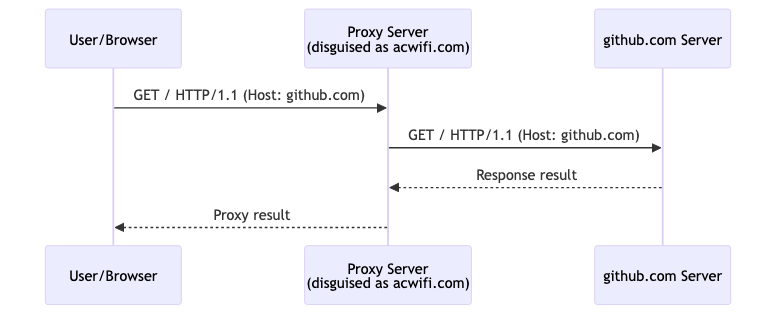 User/Browser
Proxy Server
(disguised as acwifi.com)
github.com Server
GET / HTTP/1.1 (Host: github.com)
GET / HTTP/1.1 (Host: github.com)
Response result
Proxy result
User/Browser
Proxy Server
(disguised as acwifi.com)
github.com Server